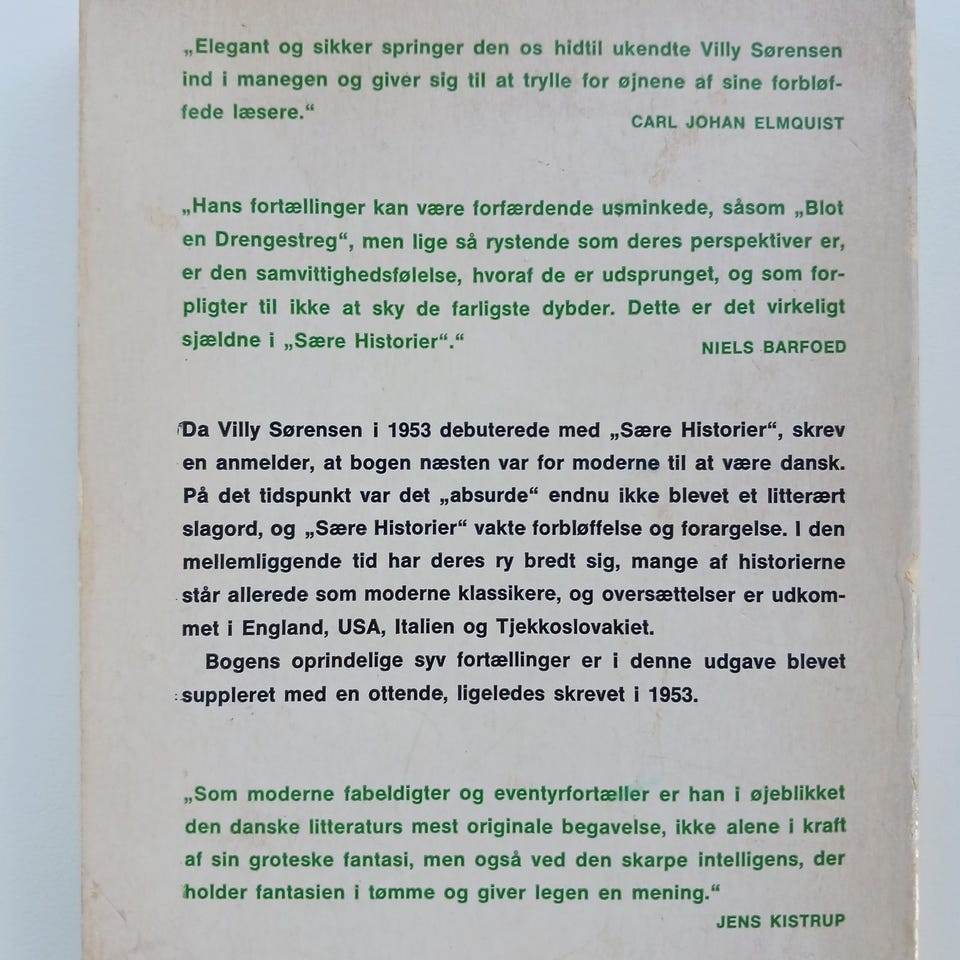 „Elegant og sikker springer den os hidtil ukendte Villy Sørensen
ind i manegen og giver sig til at trylle for øjnene af sine forbløf-
fede læsere.“
CARL JOHAN ELMQUIST
„Hans fortællinger kan være forfærdende usminkede, såsom „Blot
en Drengestreg“, men lige så rystende som deres perspektiver er,
er den samvittighedsfølelse, hvoraf de er udsprunget, og som for-
pligter til ikke at sky de farligste dybder. Dette er det virkeligt
sjældne i „Sære Historier“.“
NIELS BARFOED
Da Villy Sørensen i 1953 debuterede med „Sære Historier“, skrev
en anmelder, at bogen næsten var for moderne til at være dansk.
På det tidspunkt var det „absurde“ endnu ikke blevet et litterært
slagord, og „Sære Historier“ vakte forbløffelse og forargelse. I den
mellemliggende tid har deres ry bredt sig, mange af historierne
står allerede som moderne klassikere, og oversættelser er udkom-
met i England, USA, Italien og Tjekkoslovakiet.
Bogens oprindelige syv fortællinger er i denne udgave blevet
suppleret med en ottende, ligeledes skrevet i 1953.
„Som moderne fabeldigter og eventyrfortæller er han i øjeblikket
den danske litteraturs mest originale begavelse, ikke alene i kraft
af sin groteske fantasi, men også ved den skarpe intelligens, der
holder fantasien i tømme og giver legen en mening.“
JENS KISTRUP